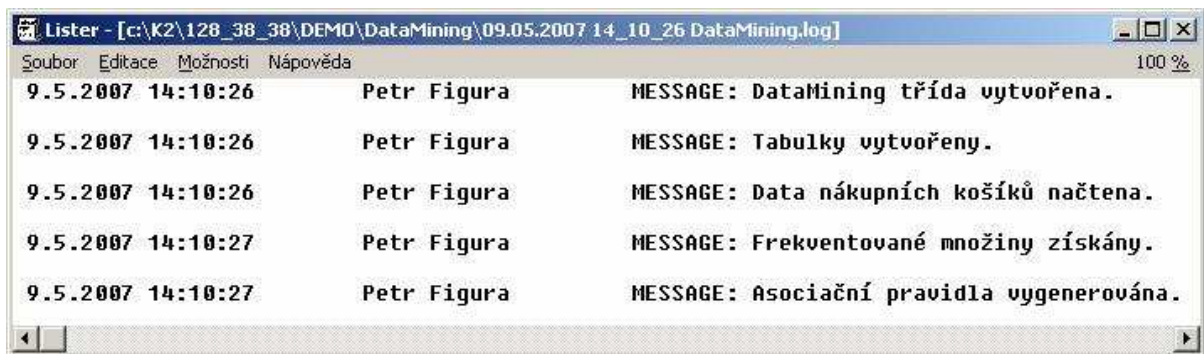 Lister - [c:\K2\128_38_38\DEMO\DataMining\09.05.2007 14_10_26 DataMining.log]
Soubor Editace Možnosti Nápověda 100 %
9.5.2007 14:10:26 Petr Figura MESSAGE: DataMining třída vytvořena.
9.5.2007 14:10:26 Petr Figura MESSAGE: Tabulky vytvořeny.
9.5.2007 14:10:26 Petr Figura MESSAGE: Data nákupních košíků načtena.
9.5.2007 14:10:27 Petr Figura MESSAGE: Frekventované množiny získány.
9.5.2007 14:10:27 Petr Figura MESSAGE: Asociační pravidla vygenerována.